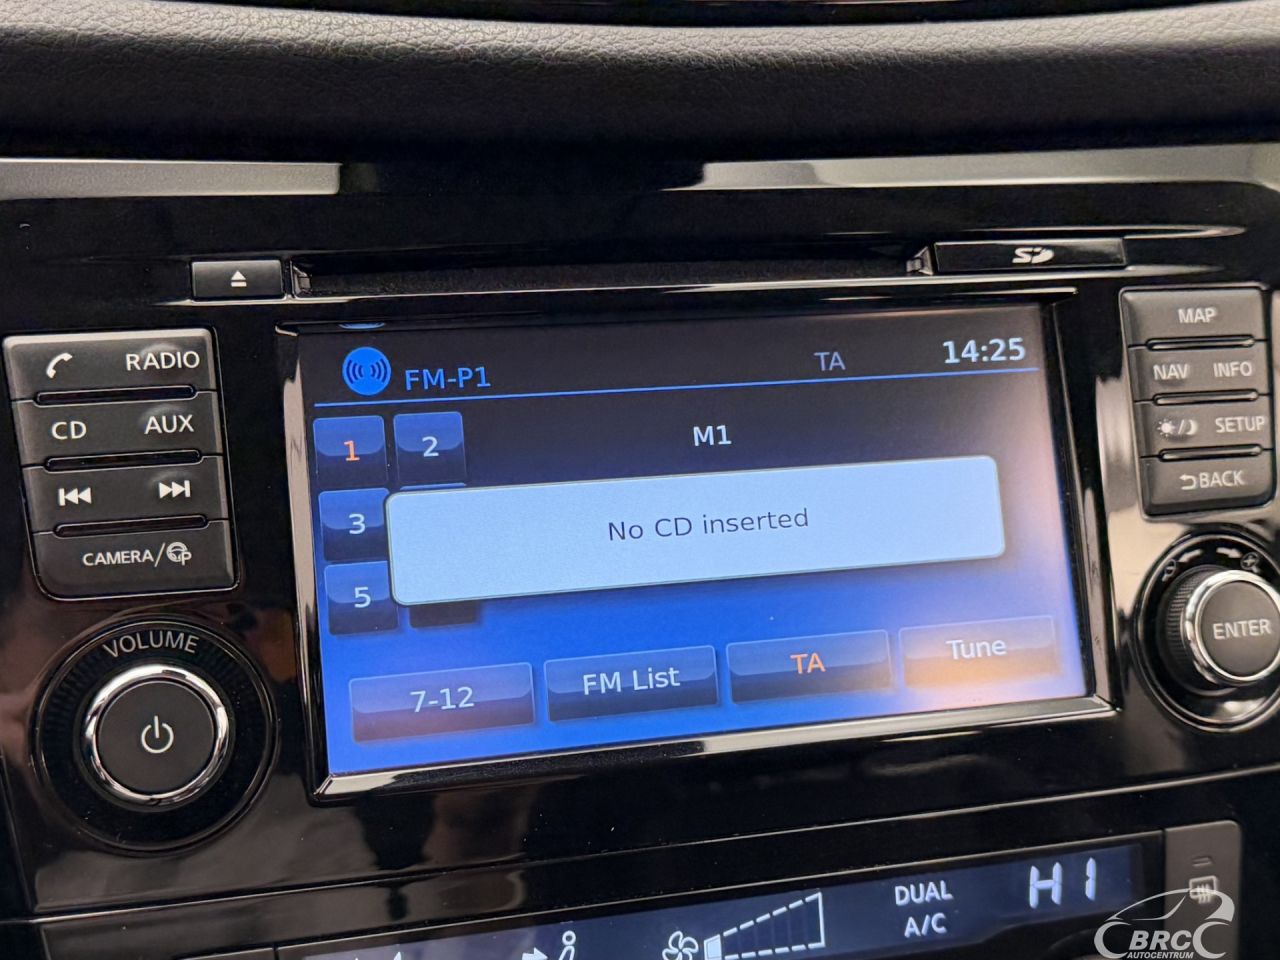 SD
MAP
RADIO
FM-P1
TA
14:25
NAV
INFO
CD
AUX
1
2
M1
SETUP
3
No CD inserted
BACK
CAMERA/
5
VOLUME
7-12
FM List
TA
Tune
ENTER
DUAL
A/C
HI
BRC
AUTOCENTRUM